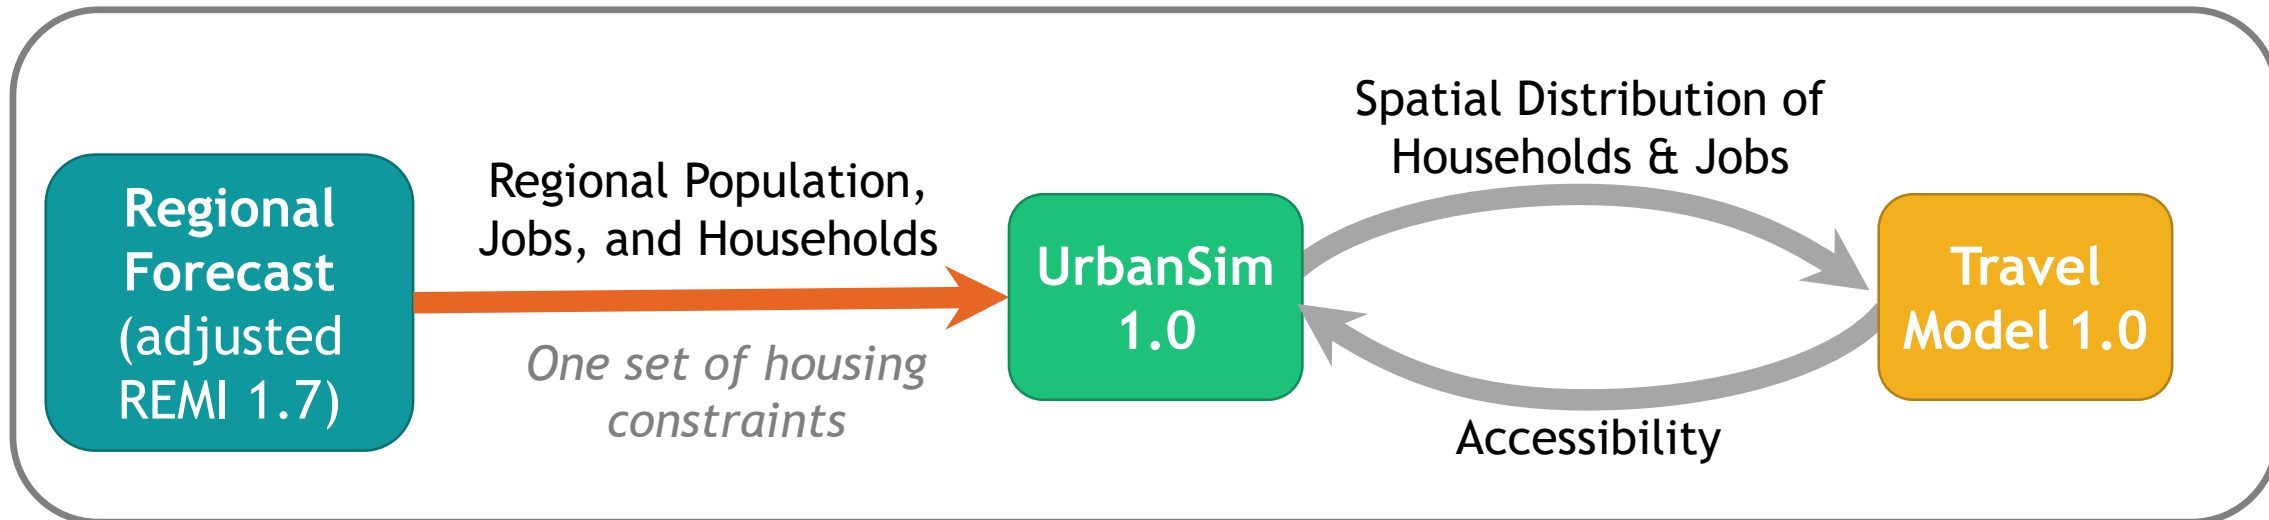 Regional
Forecast
(adjusted
REMI 1.7)
Regional Population,
Jobs, and Households
One set of housing
constraints
UrbanSim
1.0
Spatial Distribution of
Households & Jobs
Accessibility
Travel
Model 1.0